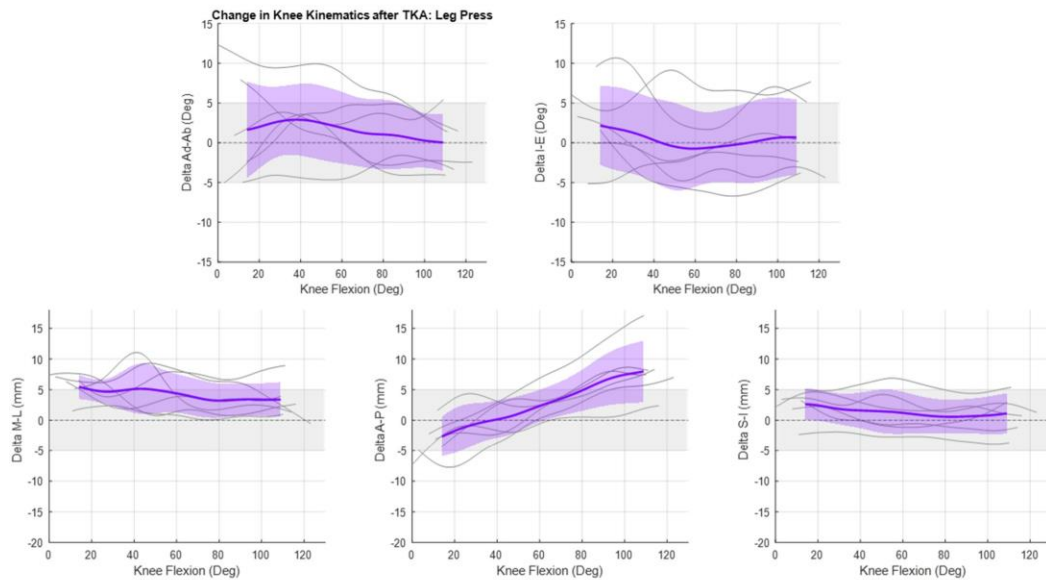 Change in Knee Kinematics after TKA: Leg Press
Delta Ad-Ab (Deg)
15
10
5
0
-5
-10
-15
0 20 40 60 80 100 120
Knee Flexion (Deg)
Delta I-E (Deg)
15
10
5
0
-5
-10
-15
0 20 40 60 80 100 120
Knee Flexion (Deg)
Delta M-L (mm)
15
10
5
0
-5
-10
-15
-20
0 20 40 60 80 100 120
Knee Flexion (Deg)
Delta A-P (mm)
15
10
5
0
-5
-10
-15
-20
0 20 40 60 80 100 120
Knee Flexion (Deg)
Delta S-I (mm)
15
10
5
0
-5
-10
-15
-20
0 20 40 60 80 100 120
Knee Flexion (Deg)